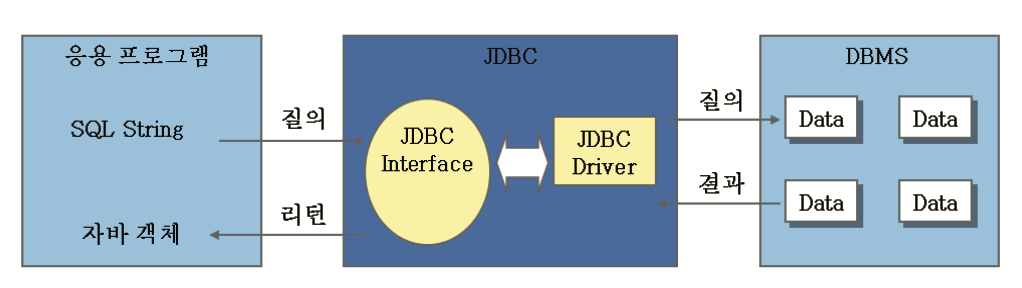 응용 프로그램
SQL String
자바 객체
질의
리턴
JDBC
JDBC
Interface
JDBC
Driver
질의
결과
DBMS
Data
Data
Data
Data